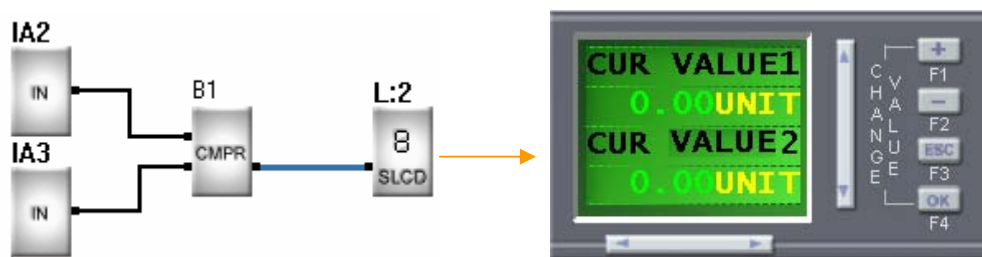 IA2
IN
B1
CMPR
L:2
8
SLCD
IA3
IN
CUR VALUE1
0.00UNIT
CUR VALUE2
0.00UNIT
CHANGE
VALUE
+
F1
−
F2
ESC
F3
OK
F4